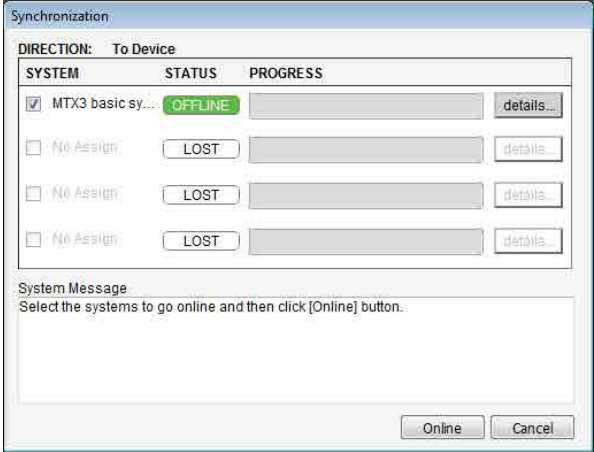 Synchronization
DIRECTION: To Device
SYSTEM STATUS PROGRESS
MTX3 basic sy... OFFLINE details...
No Assign LOST details...
No Assign LOST details...
No Assign LOST details...
System Message
Select the systems to go online and then click [Online] button.
Online Cancel